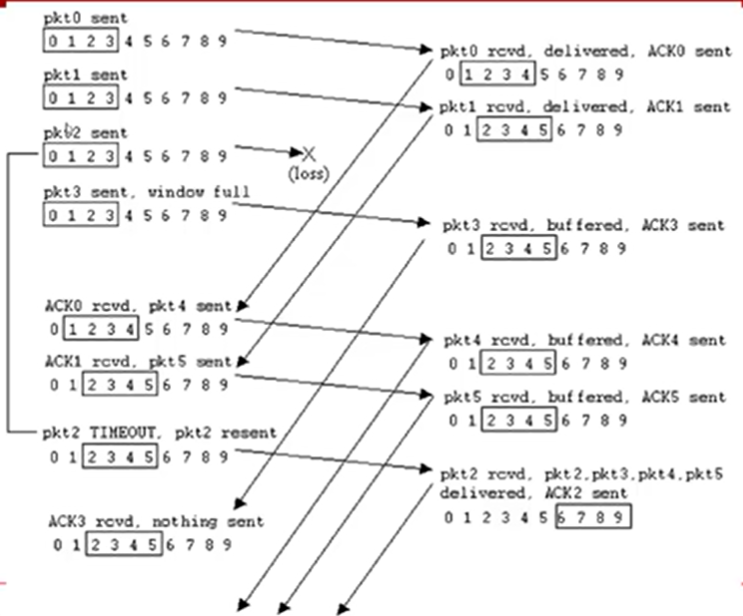 pkt0 sent
0 1 2 3 4 5 6 7 8 9
pkt1 sent
0 1 2 3 4 5 6 7 8 9
pkt2 sent
0 1 2 3 4 5 6 7 8 9
X
(loss)
pkt3 sent, window full
0 1 2 3 4 5 6 7 8 9
ACK0 rcvd, pkt4 sent
0 1 2 3 4 5 6 7 8 9
ACK1 rcvd, pkt5 sent
0 1 2 3 4 5 6 7 8 9
pkt2 TIMEOUT, pkt2 resent
0 1 2 3 4 5 6 7 8 9
ACK3 rcvd, nothing sent
0 1 2 3 4 5 6 7 8 9
pkt0 rcvd, delivered, ACK0 sent
0 1 2 3 4 5 6 7 8 9
pkt1 rcvd, delivered, ACK1 sent
0 1 2 3 4 5 6 7 8 9
pkt3 rcvd, buffered, ACK3 sent
0 1 2 3 4 5 6 7 8 9
pkt4 rcvd, buffered, ACK4 sent
0 1 2 3 4 5 6 7 8 9
pkt5 rcvd, buffered, ACK5 sent
0 1 2 3 4 5 6 7 8 9
pkt2 rcvd, pkt2,pkt3,pkt4,pkt5
delivered, ACK2 sent
0 1 2 3 4 5 6 7 8 9